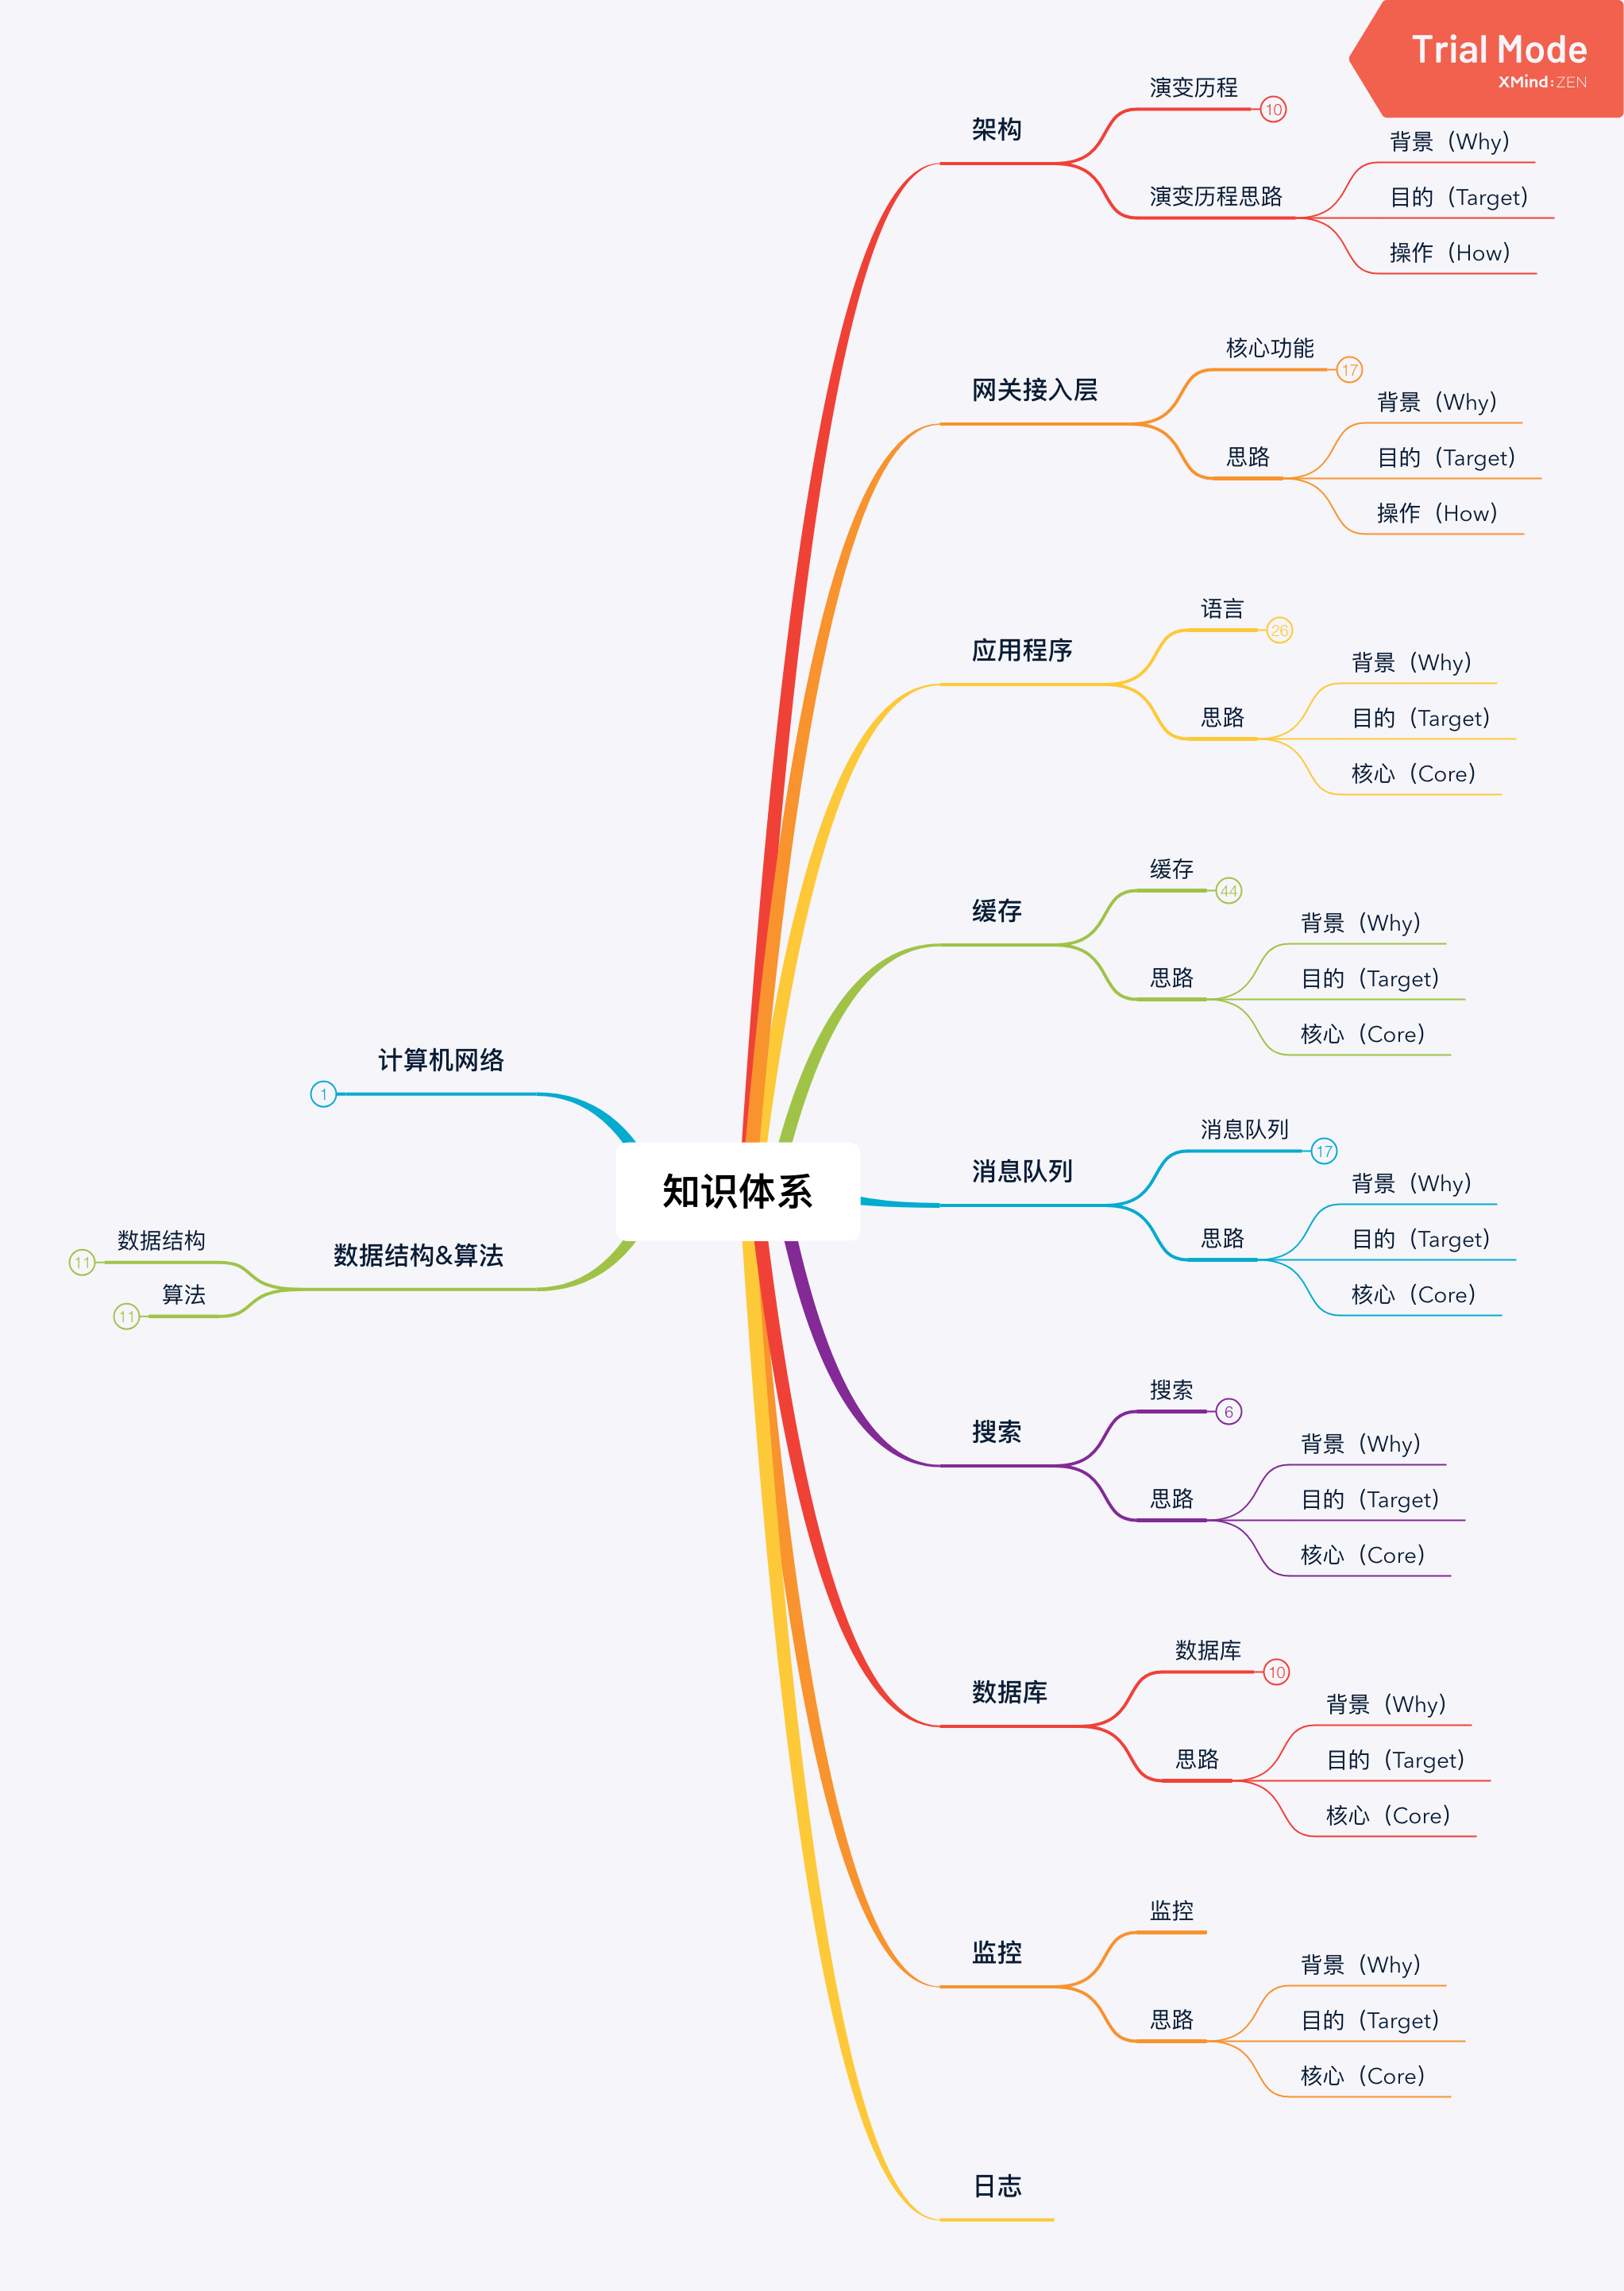 Trial Mode
XMind:ZEN
知识体系
架构
演变历程
10
演变历程思路
背景（Why）
目的（Target）
操作（How）
网关接入层
核心功能
17
思路
背景（Why）
目的（Target）
操作（How）
应用程序
语言
26
思路
背景（Why）
目的（Target）
核心（Core）
缓存
缓存
44
思路
背景（Why）
目的（Target）
核心（Core）
消息队列
消息队列
17
思路
背景（Why）
目的（Target）
核心（Core）
搜索
搜索
6
思路
背景（Why）
目的（Target）
核心（Core）
数据库
数据库
10
思路
背景（Why）
目的（Target）
核心（Core）
监控
监控
思路
背景（Why）
目的（Target）
核心（Core）
日志
计算机网络
1
数据结构&算法
数据结构
11
算法
11